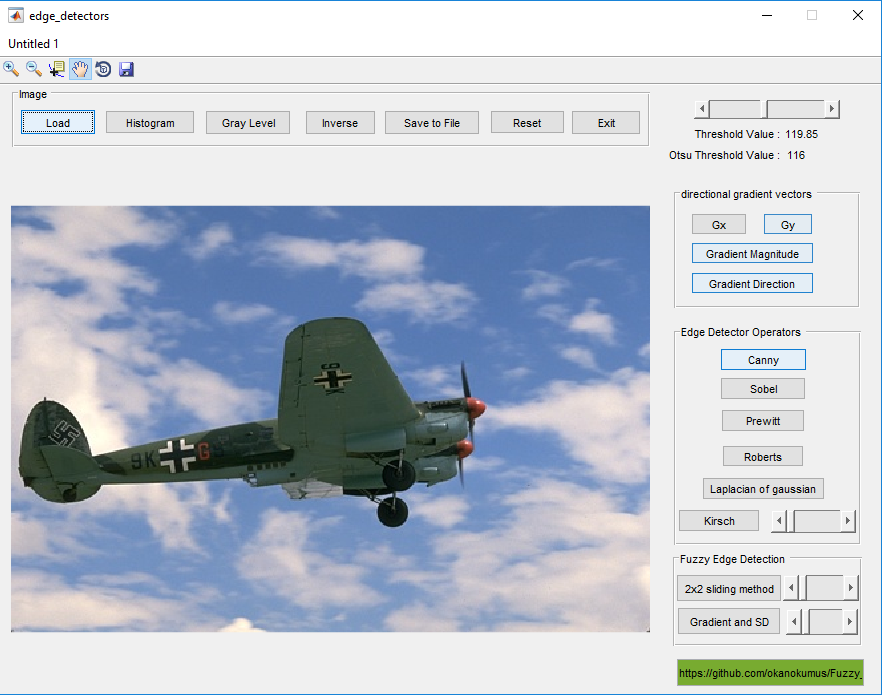 edge_detectors
Untitled 1
Image
Load Histogram Gray Level Inverse Save to File Reset Exit
Threshold Value : 119.85
Otsu Threshold Value : 116
directional gradient vectors
Gx Gy
Gradient Magnitude
Gradient Direction
Edge Detector Operators
Canny
Sobel
Prewitt
Roberts
Laplacian of gaussian
Kirsch
9K G
Fuzzy Edge Detection
2x2 sliding method
Gradient and SD
https://github.com/okanokumus/Fuzzy_